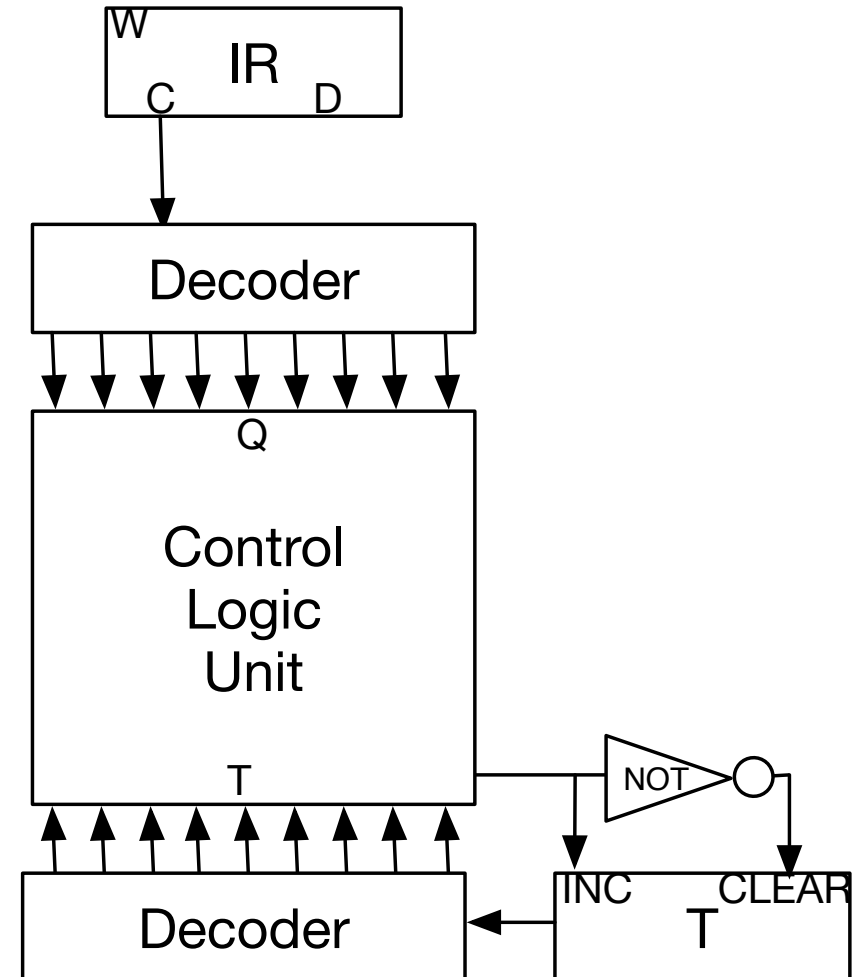 W
IR
C D
Decoder
Q
Control
Logic
Unit
T
NOT
INC CLEAR
Decoder
T